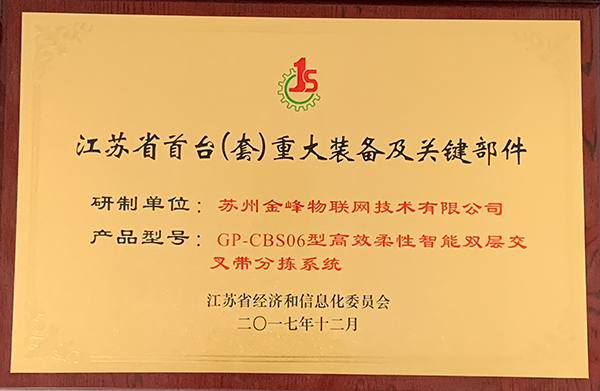 1S
江苏省首台(套)重大装备及关键部件
研制单位：苏州金峰物联网技术有限公司
产品型号：GP-CBS06型高效柔性智能双层交
叉带分拣系统
江苏省经济和信息化委员会
二〇一七年十二月